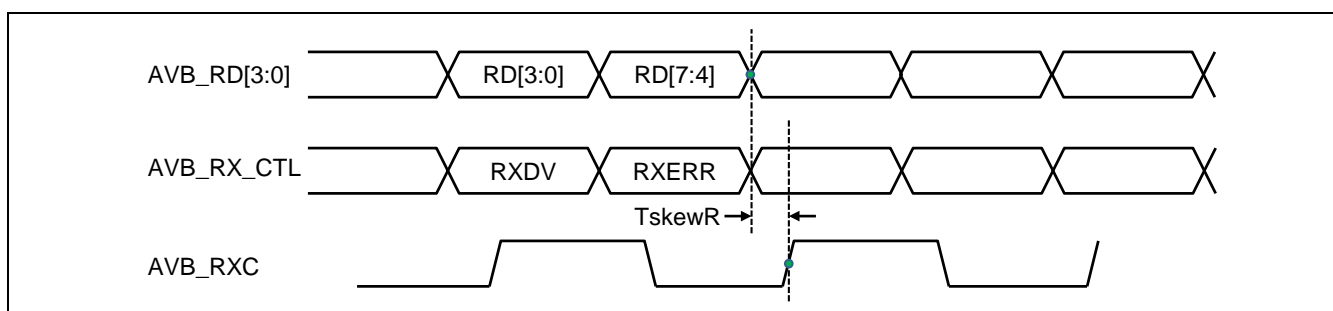 AVB_RD[3:0] RD[3:0] RD[7:4]
AVB_RX_CTL RXDV RXERR
TskewR
AVB_RXC